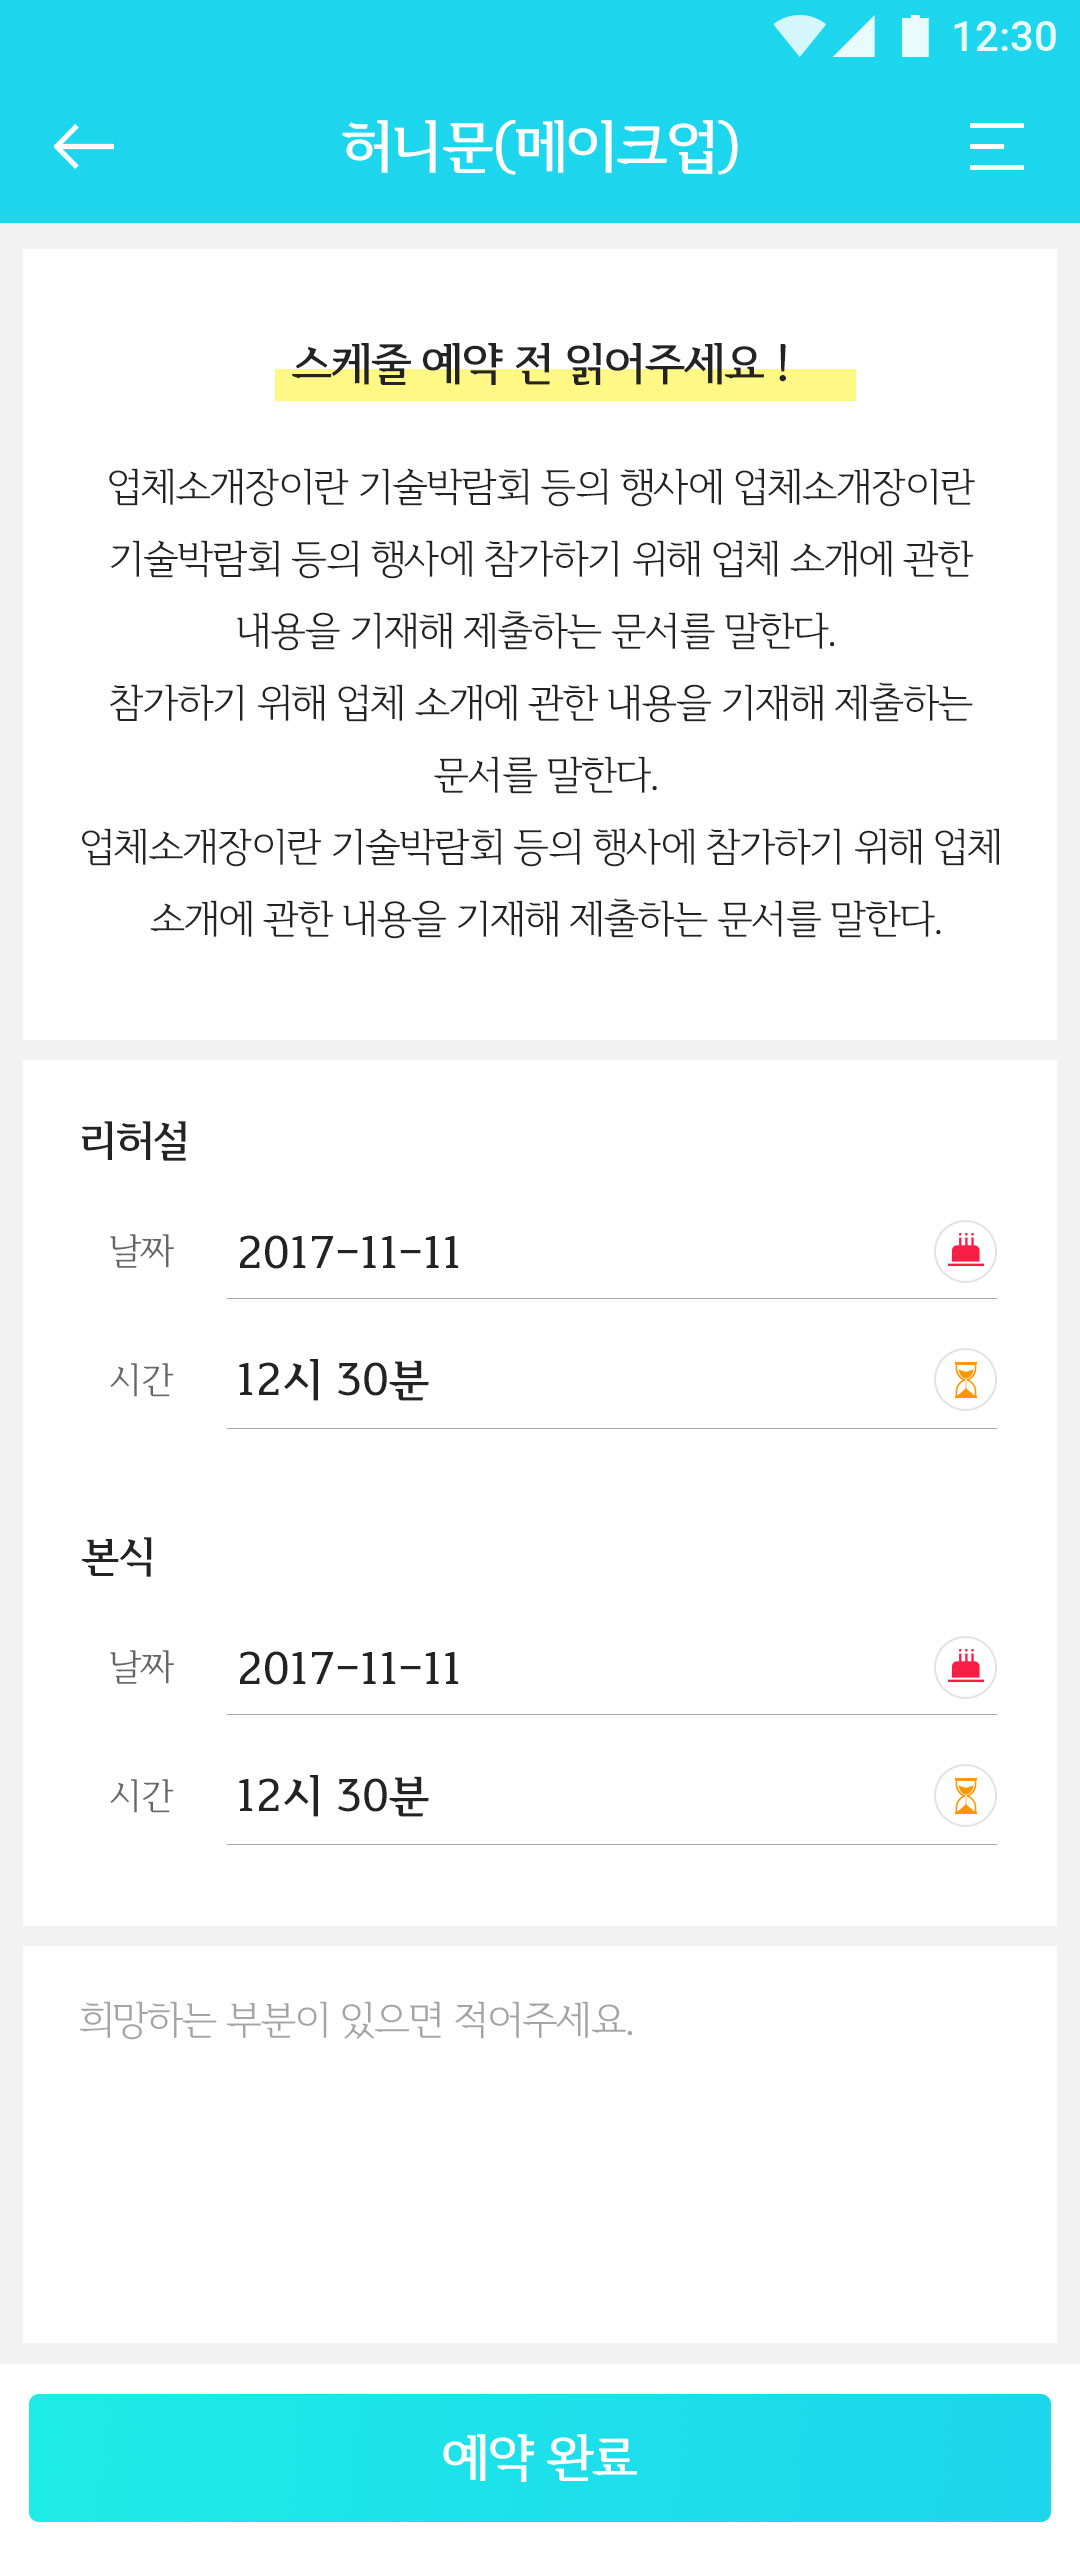 12:30
허니문(메이크업)
스케줄 예약 전 읽어주세요 !
업체소개장이란 기술박람회 등의 행사에 업체소개장이란
기술박람회 등의 행사에 참가하기 위해 업체 소개에 관한
내용을 기재해 제출하는 문서를 말한다.
참가하기 위해 업체 소개에 관한 내용을 기재해 제출하는
문서를 말한다.
업체소개장이란 기술박람회 등의 행사에 참가하기 위해 업체
소개에 관한 내용을 기재해 제출하는 문서를 말한다.
리허설
날짜 2017-11-11
시간 12시 30분
본식
날짜 2017-11-11
시간 12시 30분
희망하는 부분이 있으면 적어주세요.
예약 완료